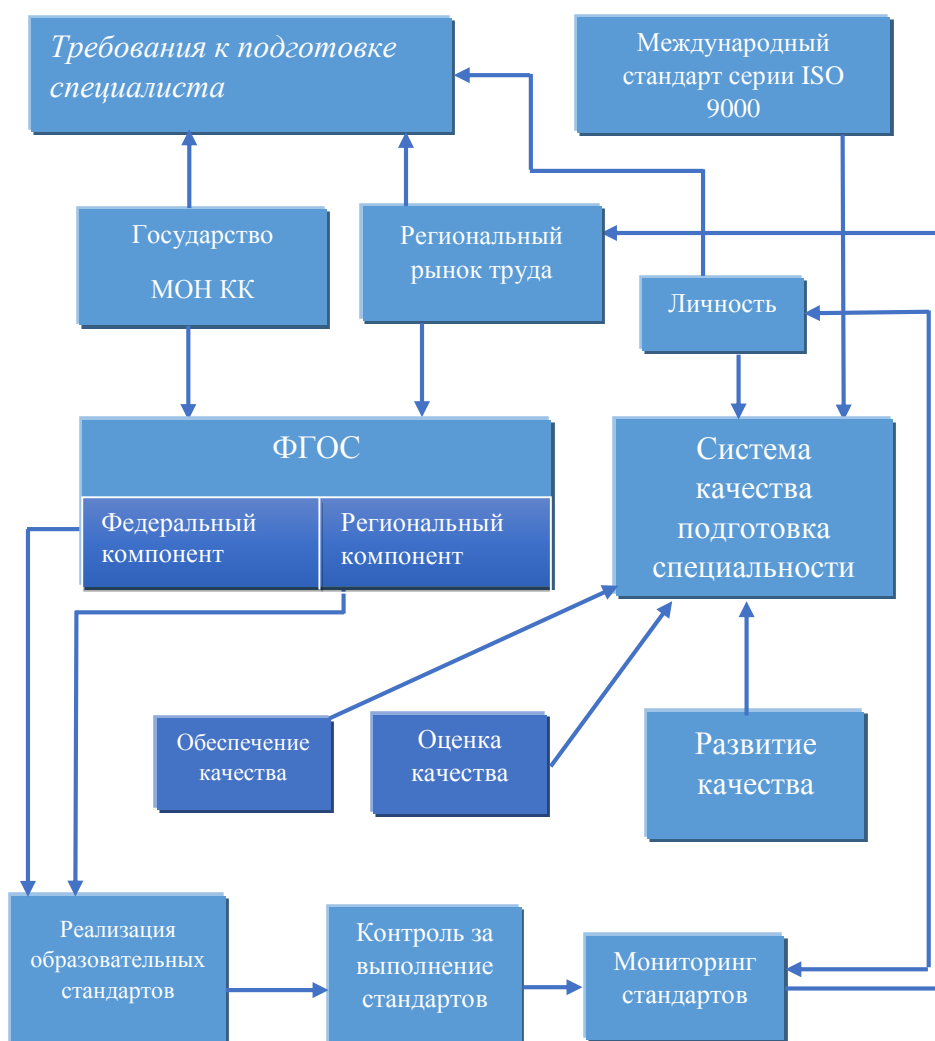 Требования к подготовке
специалиста
Международный
стандарт серии ISO
9000
Государство
МОН КК
Региональный
рынок труда
Личность
ФГОС
Федеральный
компонент
Региональный
компонент
Система
качества
подготовка
специальности
Обеспечение
качества
Оценка
качества
Развитие
качества
Реализация
образовательных
стандартов
Контроль за
выполнение
стандартов
Мониторинг
стандартов